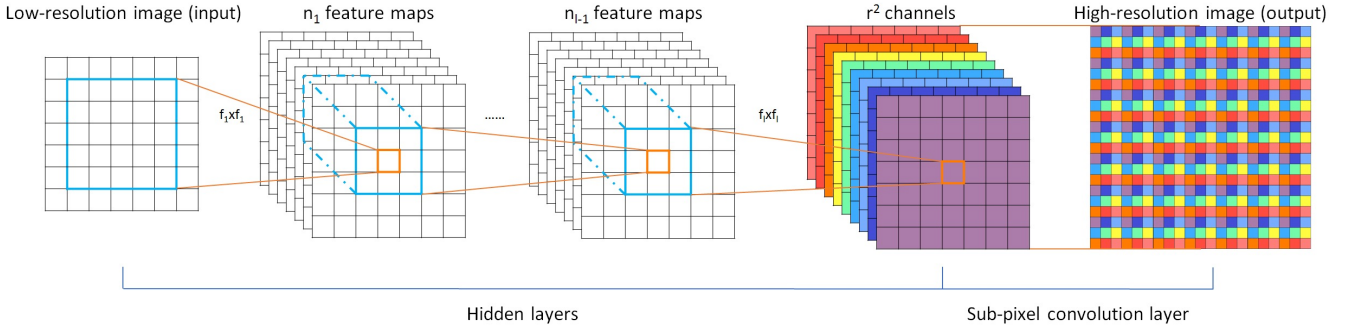 Low-resolution image (input)
n₁ feature maps
nₗ₋₁ feature maps
r² channels
High-resolution image (output)
f₁xf₁
......
fₗxfₗ
Hidden layers
Sub-pixel convolution layer